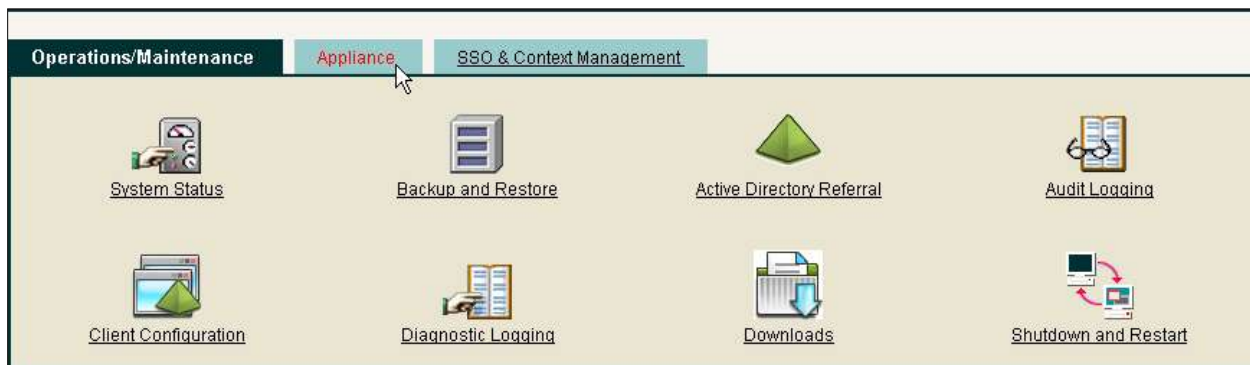 Operations/Maintenance Appliance SSO & Context Management
System Status Backup and Restore Active Directory Referral Audit Logging
Client Configuration Diagnostic Logging Downloads Shutdown and Restart